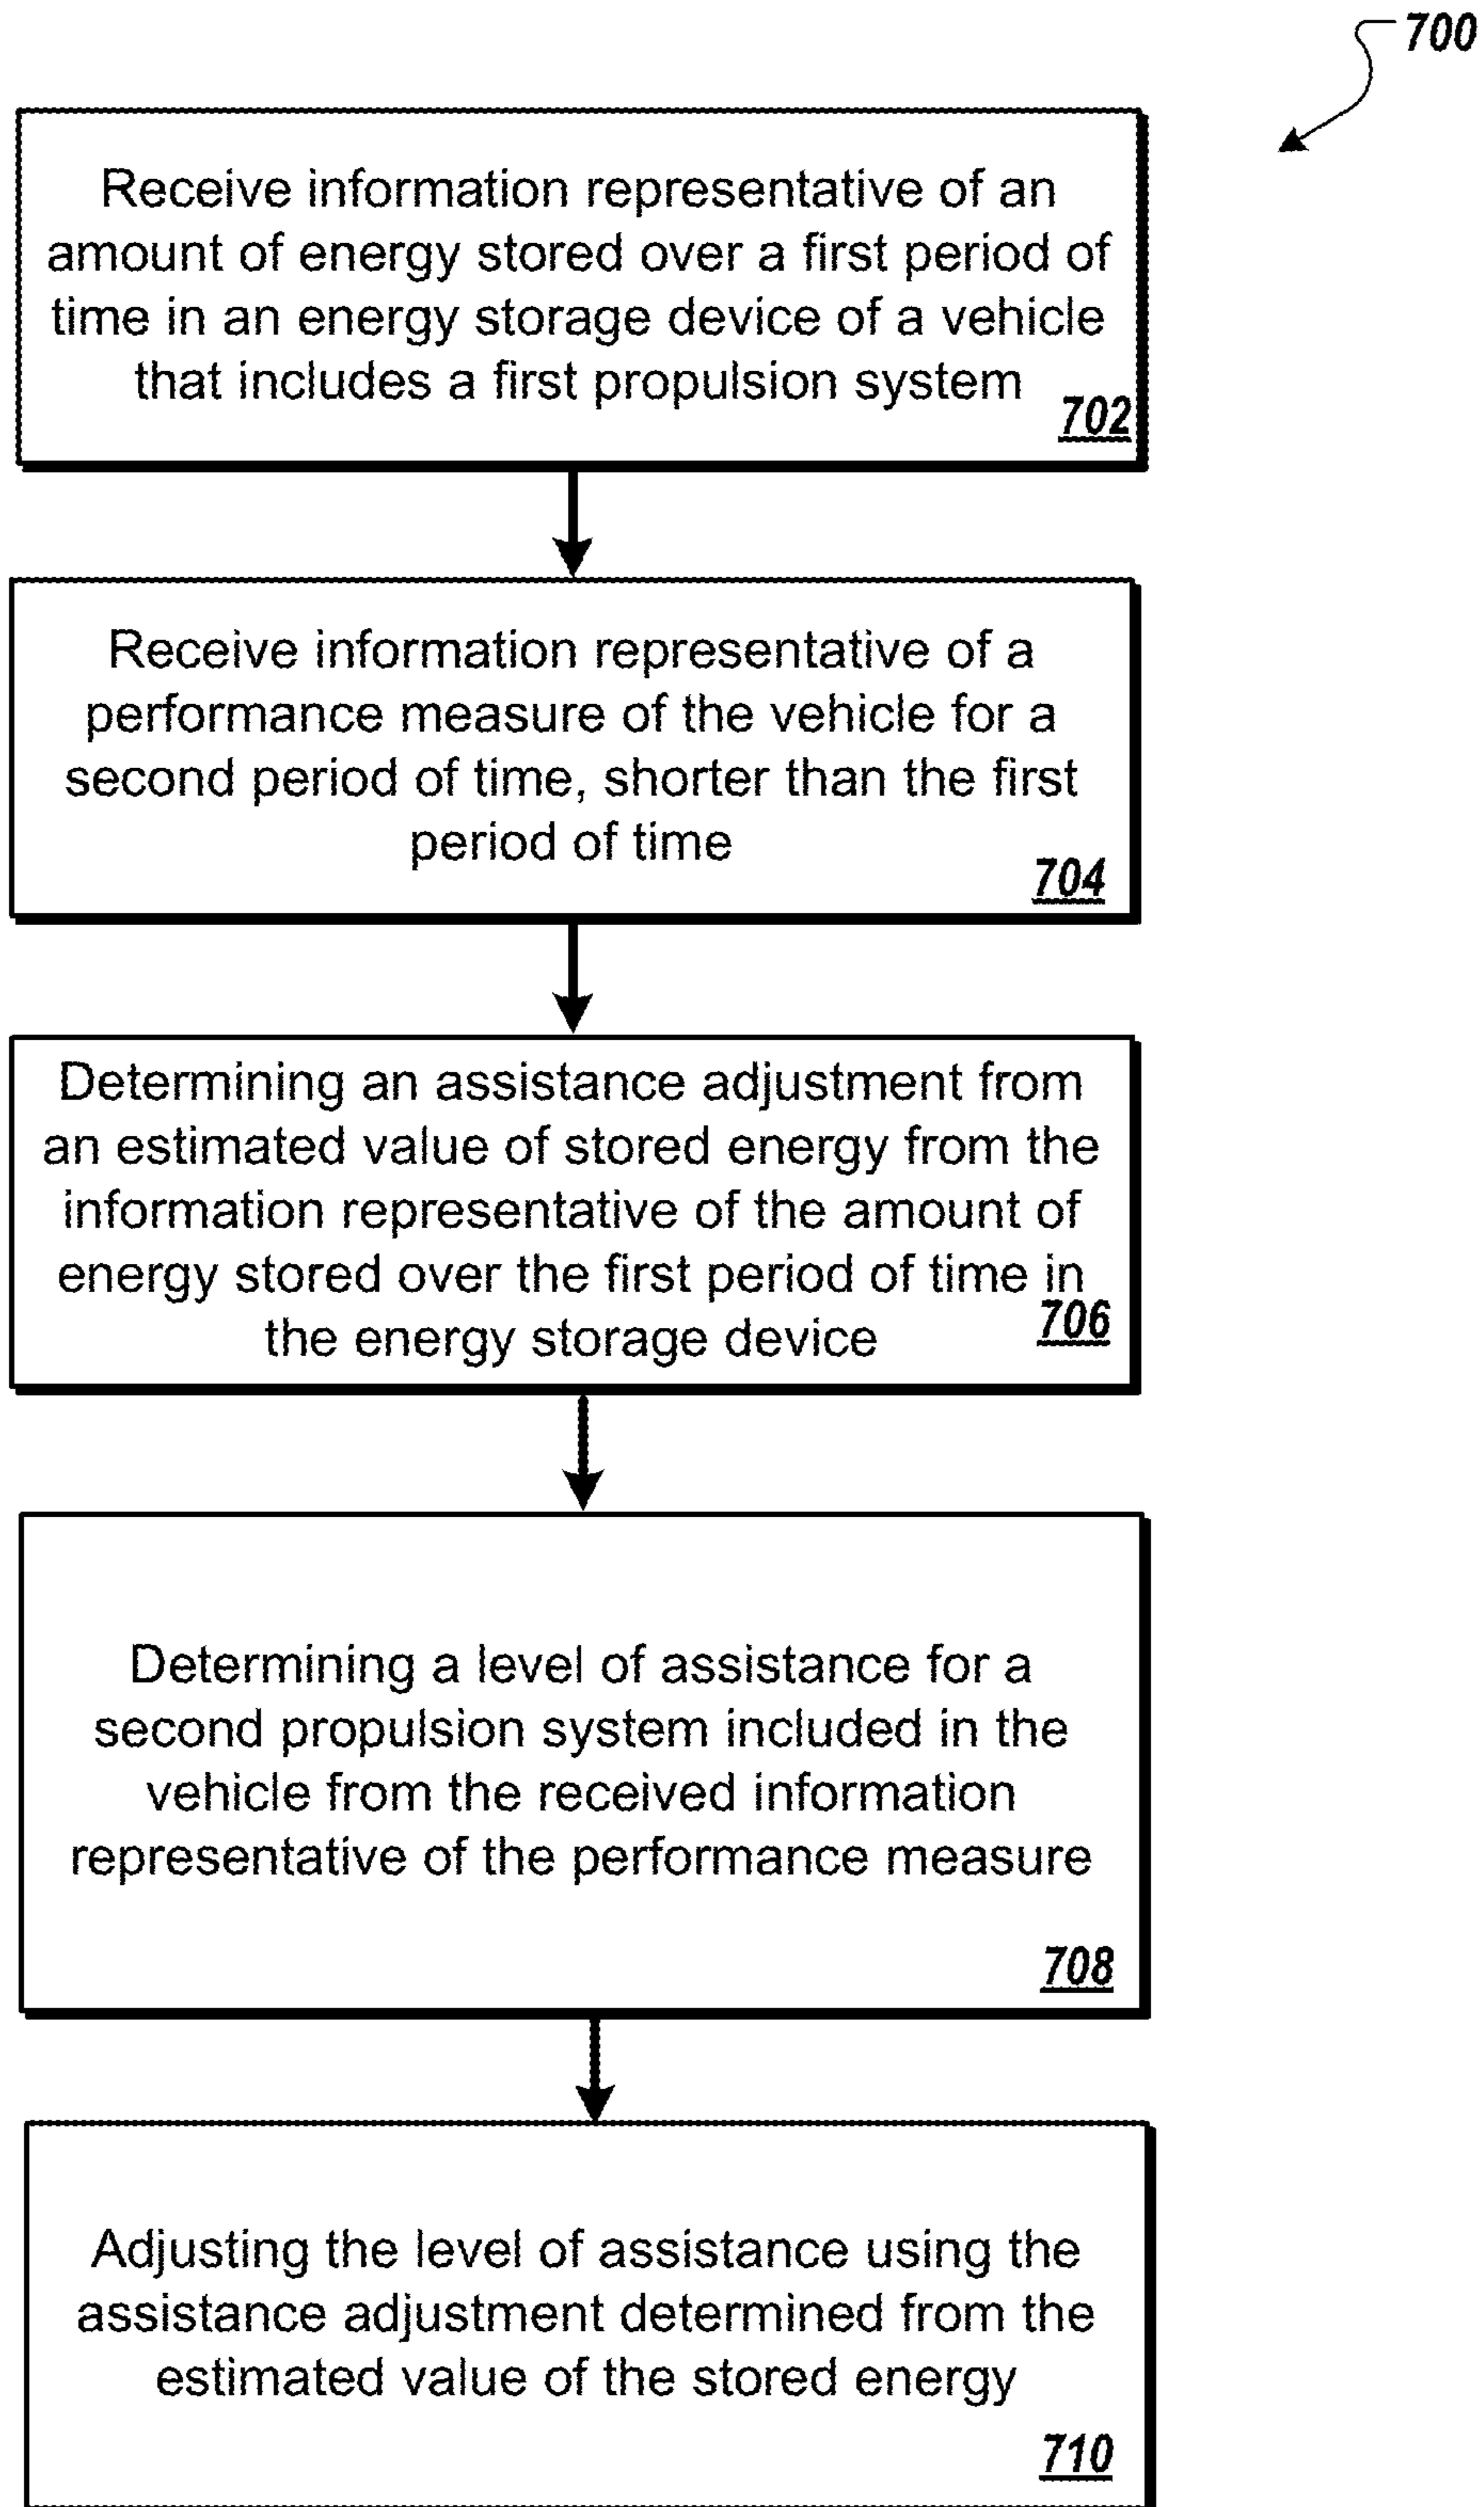 700
Receive information representative of an
amount of energy stored over a first period of
time in an energy storage device of a vehicle
that includes a first propulsion system
702
Receive information representative of a
performance measure of the vehicle for a
second period of time, shorter than the first
period of time
704
Determining an assistance adjustment from
an estimated value of stored energy from the
information representative of the amount of
energy stored over the first period of time in
the energy storage device
706
Determining a level of assistance for a
second propulsion system included in the
vehicle from the received information
representative of the performance measure
708
Adjusting the level of assistance using the
assistance adjustment determined from the
estimated value of the stored energy
710